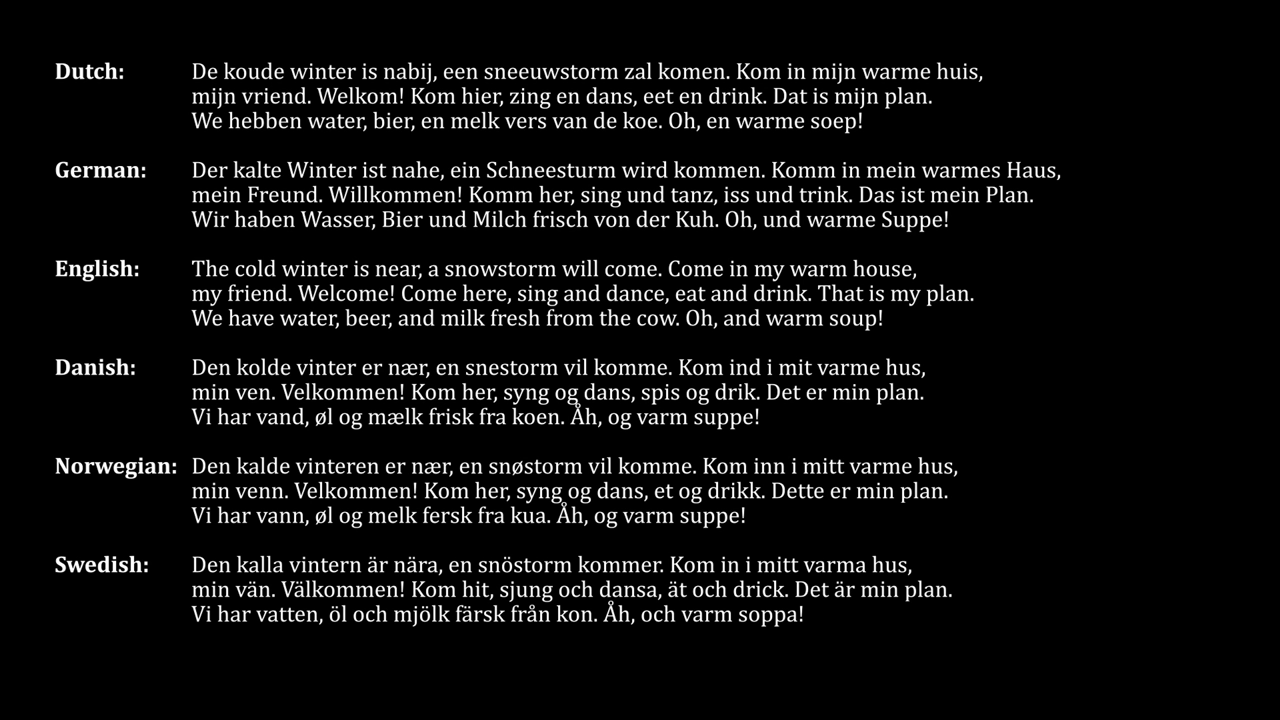 Dutch: De koude winter is nabij, een sneeuwstorm zal komen. Kom in mijn warme huis,
mijn vriend. Welkom! Kom hier, zing en dans, eet en drink. Dat is mijn plan.
We hebben water, bier, en melk vers van de koe. Oh, en warme soep!
German: Der kalte Winter ist nahe, ein Schneesturm wird kommen. Komm in mein warmes Haus,
mein Freund. Willkommen! Komm her, sing und tanz, iss und trink. Das ist mein Plan.
Wir haben Wasser, Bier und Milch frisch von der Kuh. Oh, und warme Suppe!
English: The cold winter is near, a snowstorm will come. Come in my warm house,
my friend. Welcome! Come here, sing and dance, eat and drink. That is my plan.
We have water, beer, and milk fresh from the cow. Oh, and warm soup!
Danish: Den kolde vinter er nær, en snestorm vil komme. Kom ind i mit varme hus,
min ven. Velkommen! Kom her, syng og dans, spis og drik. Det er min plan.
Vi har vand, øl og mælk frisk fra koen. Åh, og varm suppe!
Norwegian: Den kalde vinteren er nær, en snøstorm vil komme. Kom inn i mitt varme hus,
min venn. Velkommen! Kom her, syng og dans, et og drikk. Dette er min plan.
Vi har vann, øl og melk fersk fra kua. Åh, og varm suppe!
Swedish: Den kalla vintern är nära, en snöstorm kommer. Kom in i mitt varma hus,
min vän. Välkommen! Kom hit, sjung och dansa, ät och drick. Det är min plan.
Vi har vatten, öl och mjölk färsk från kon. Åh, och varm soppa!